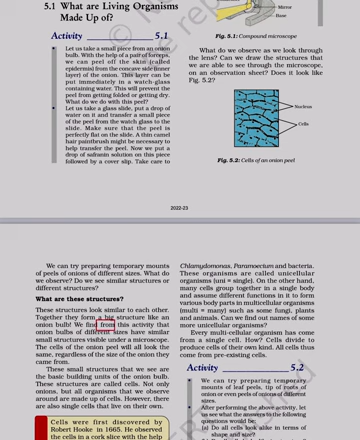 5.1 What are Living Organisms
Made Up of?
Activity 5.1
• Let us take a small piece from an onion
bulb. With the help of a pair of forceps,
we can peel off the skin (called
epidermis) from the concave side (inner
layer) of the onion. This layer can be
put immediately in a watch-glass
containing water. This will prevent the
peel from getting folded or getting dry.
What do we do with this peel?
• Let us take a glass slide, put a drop of
water on it and transfer a small piece
of the peel from the watch glass to the
slide. Make sure that the peel is
perfectly flat on the slide. A thin camel
hair paintbrush might be necessary to
help transfer the peel. Now we put a
drop of safranin solution on this piece
followed by a cover slip. Take care to
Mirror
Base
Fig. 5.1: Compound microscope
What do we observe as we look through
the lens? Can we draw the structures that
we are able to see through the microscope,
on an observation sheet? Does it look like
Fig. 5.2?
Nucleus
Cells
Fig. 5.2: Cells of an onion peel
2022-23
We can try preparing temporary mounts
of peels of onions of different sizes. What do
we observe? Do we see similar structures or
different structures?
What are these structures?
These structures look similar to each other.
Together they form a big structure like an
onion bulb! We find from this activity that
onion bulbs of different sizes have similar
small structures visible under a microscope.
The cells of the onion peel will all look the
same, regardless of the size of the onion they
came from.
These small structures that we see are
the basic building units of the onion bulb.
These structures are called cells. Not only
onions, but all organisms that we observe
around are made up of cells. However, there
are also single cells that live on their own.
Cells were first discovered by
Robert Hooke in 1665. He observed
the cells in a cork slice with the help
Chlamydomonas, Paramoecium and bacteria.
These organisms are called unicellular
organisms (uni = single). On the other hand,
many cells group together in a single body
and assume different functions in it to form
various body parts in multicellular organisms
(multi = many) such as some fungi, plants
and animals. Can we find out names of some
more unicellular organisms?
Every multi-cellular organism has come
from a single cell. How? Cells divide to
produce cells of their own kind. All cells thus
come from pre-existing cells.
Activity 5.2
• We can try preparing temporary
mounts of leaf peels, tip of roots of
onion or even peels of onions of different
sizes.
• After performing the above activity, let
us see what the answers to the following
questions would be:
(a) Do all cells look alike in terms of
shape and size?